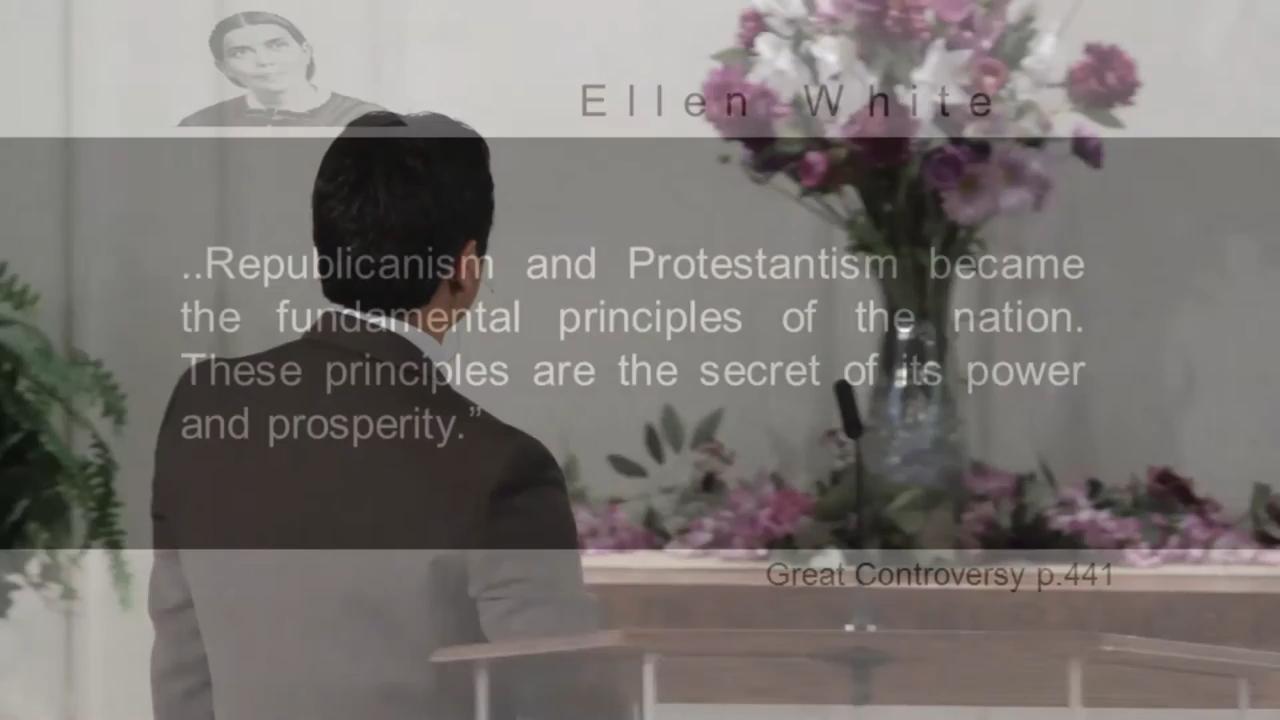 Ellen White
..Republicanism and Protestantism became
the fundamental principles of the nation.
These principles are the secret of its power
and prosperity.”
Great Controversy p.441